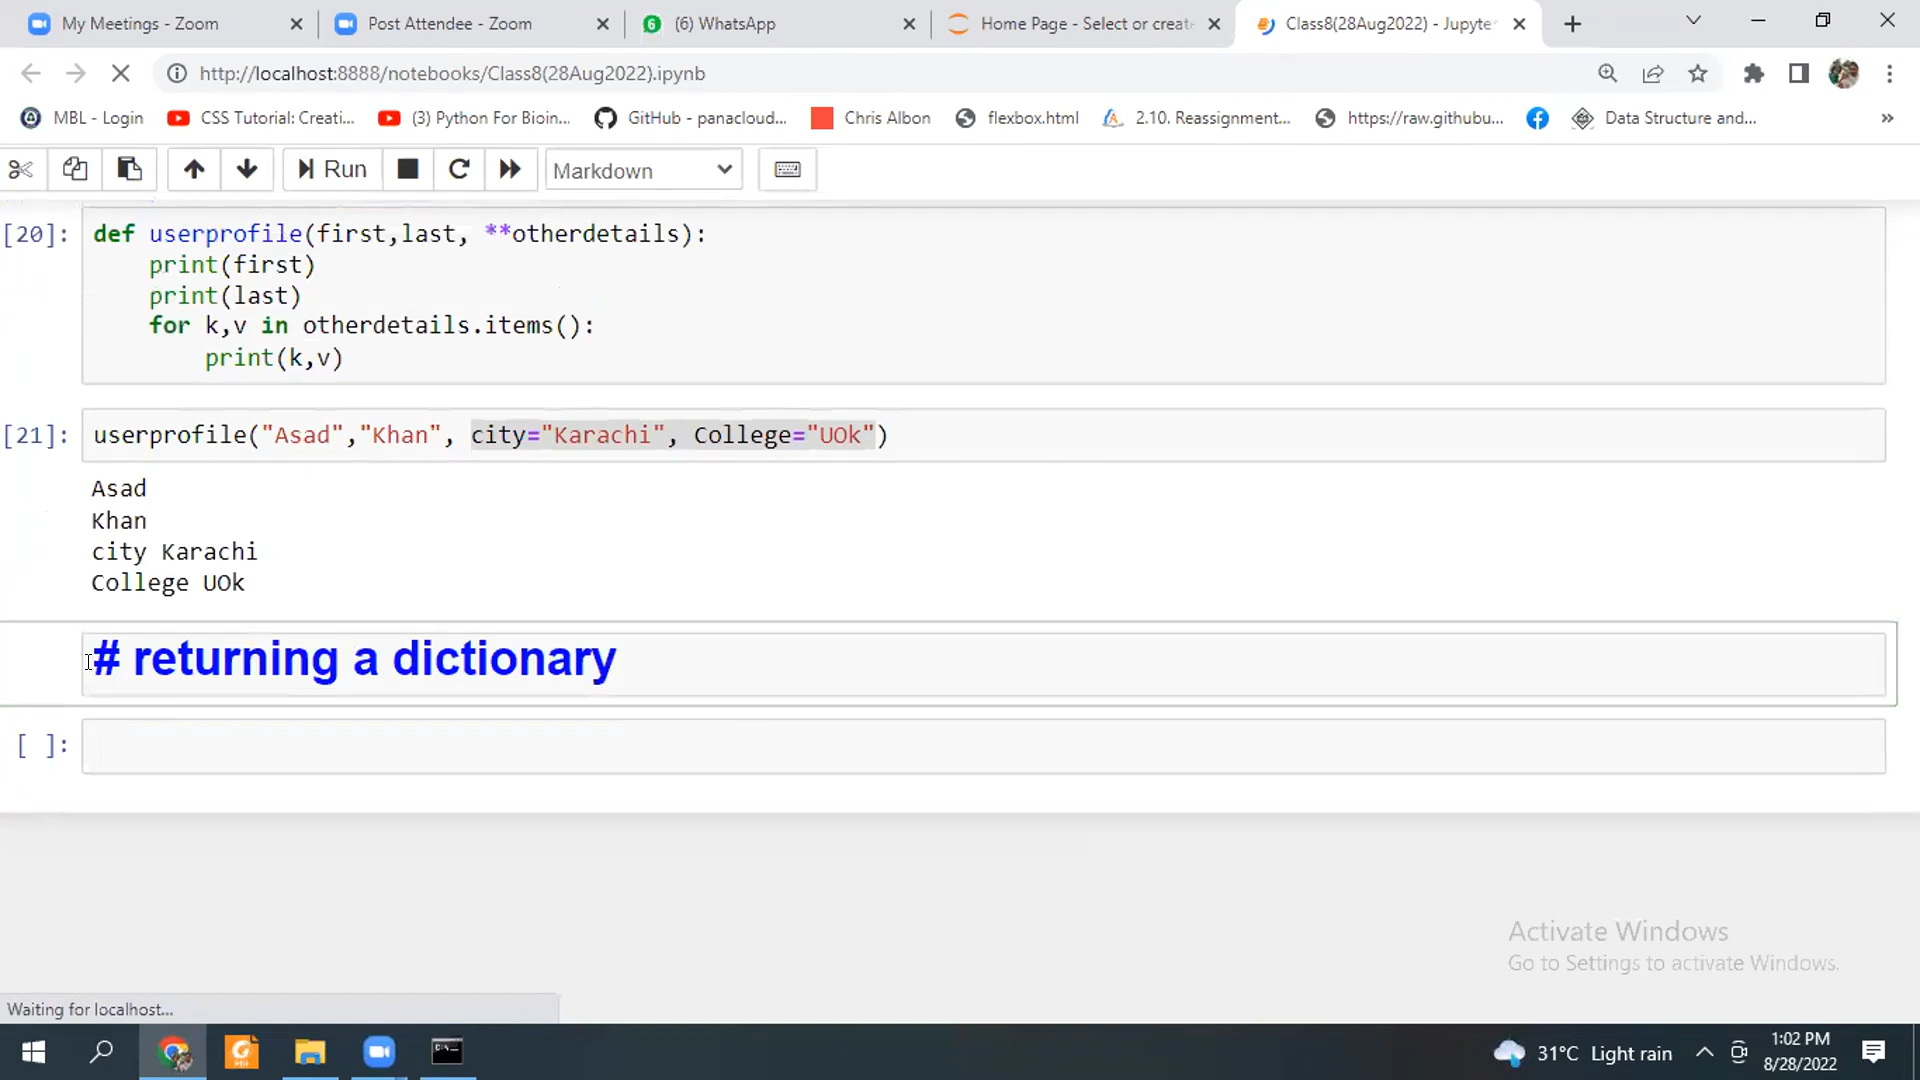 My Meetings - Zoom
Post Attendee - Zoom
6 (6) WhatsApp
Home Page - Select or create
Class8(28Aug2022) - Jupyte
http://localhost:8888/notebooks/Class8(28Aug2022).ipynb
MBL - Login
CSS Tutorial: Creati...
(3) Python For Bioin...
GitHub - panacloud...
Chris Albon
flexbox.html
2.10. Reassignment...
https://raw.githubu...
Data Structure and...
»
Run
Markdown
[20]: def userprofile(first,last, **otherdetails):
print(first)
print(last)
for k,v in otherdetails.items():
print(k,v)
[21]: userprofile("Asad","Khan", city="Karachi", College="UOk")
Asad
Khan
city Karachi
College UOk
# returning a dictionary
[ ]:
Activate Windows
Go to Settings to activate Windows.
Waiting for localhost...
31°C Light rain
1:02 PM
8/28/2022